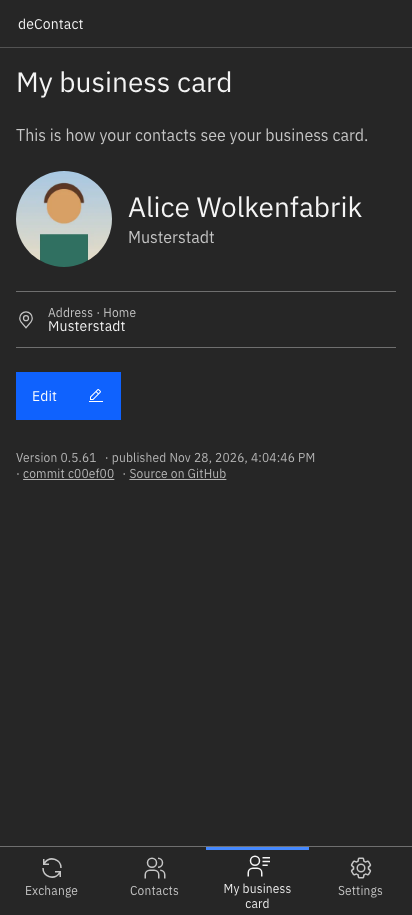 deContact
My business card
This is how your contacts see your business card.
Alice Wolkenfabrik
Musterstadt
Address · Home
Musterstadt
Edit
Version 0.5.61 · published Nov 28, 2026, 4:04:46 PM
· commit c00ef00 · Source on GitHub
Exchange
Contacts
My business
card
Settings